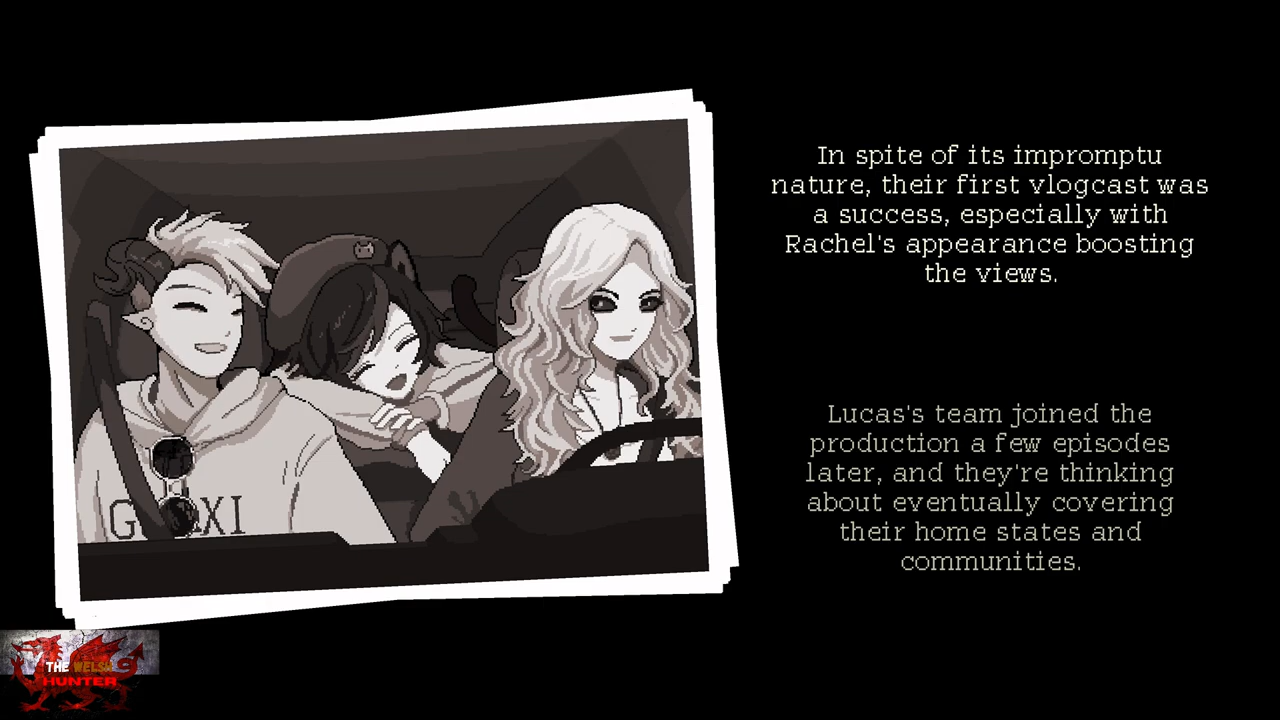 In spite of its impromptu
nature, their first vlogcast was
a success, especially with
Rachel's appearance boosting
the views.
Lucas's team joined the
production a few episodes
later, and they're thinking
about eventually covering
their home states and
communities.
THE WELSH
HUNTER